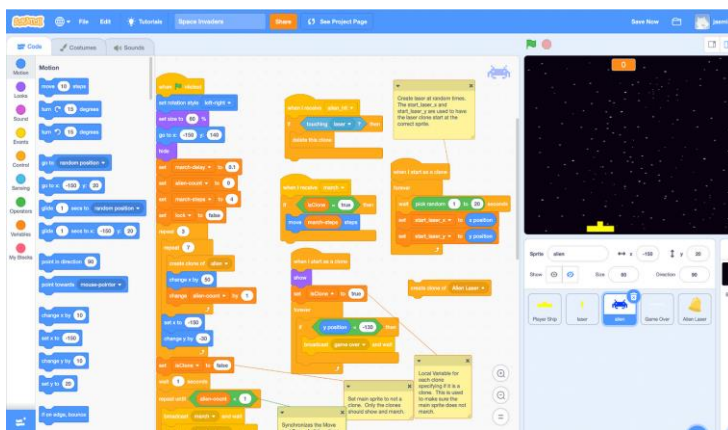 SCRATCH
File
Edit
Tutorials
Space Invaders
Share
See Project Page
Save Now
Code
Costumes
Sounds
Motion
Looks
Sound
Events
Control
Sensing
Operators
Variables
My Blocks
Motion
move 10 steps
turn 15 degrees
turn 15 degrees
go to random position
go to x: -150 y: 20
glide 1 secs to random position
glide 1 secs to x: -150 y: 20
point in direction 90
point towards mouse-pointer
change x by 10
set x to -150
change y by 10
set y to 20
if on edge, bounce
when clicked
set rotation style left-right
set size to 60 %
go to x: -150 y: 140
hide
set march-delay to 0.1
set alien-count to 0
set march-steps to 4
set lock to false
repeat 3
repeat 7
create clone of alien
change x by 50
change alien-count by 1
set x to -150
change y by -30
set isClone to false
wait 1 seconds
repeat until alien-count < 1
broadcast march and wait
when I receive alien_hit
if touching laser ? then
delete this clone
when I receive march
if isClone = true then
move march-steps steps
when I start as a clone
show
set isClone to true
forever
if y position < -120 then
broadcast game over and wait
Create laser at random times.
The start_laser_x and
start_laser_y are used to have
the laser clone start at the
correct sprite.
when I start as a clone
forever
wait pick random 1 to 20 seconds
set start_laser_x to x position
set start_laser_y to y position
create clone of Alien Laser
Set main sprite to not a
clone. Only the clones
should show and march.
Local Variable for
each clone
specifying if it is a
clone. This is used
to make sure the
main sprite does not
march.
Synchronizes the Move
0
Sprite
alien
x
-150
y
20
Show
Size
60
Direction
Player Ship
laser
alien
Game Over
Alien Laser